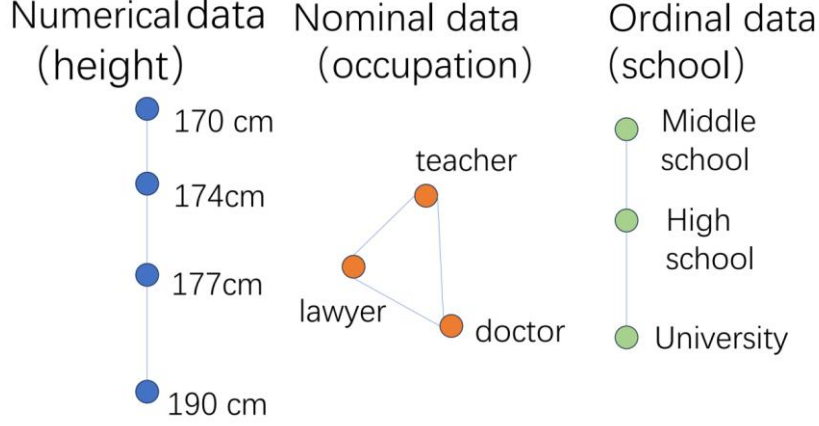 Numerical data
(height)
170 cm
174cm
177cm
190 cm
Nominal data
(occupation)
teacher
lawyer
doctor
Ordinal data
(school)
Middle
school
High
school
University